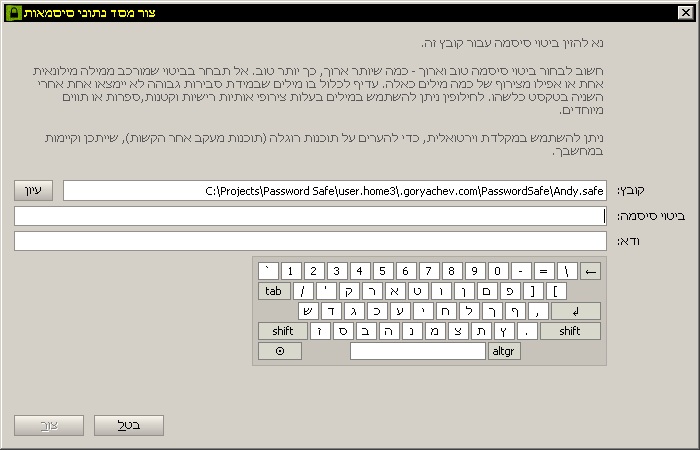 צור מסד נתוני סיסמאות
נא להזין ביטוי סיסמה עבור קובץ זה.
חשוב לבחור ביטוי סיסמה טוב וארוך - כמה שיותר ארוך, כך יותר טוב. אל תבחר בביטוי שמורכב ממילה מילונאית
אחת או אפילו מצירוף של כמה מילים כאלה. עדיף לכלול בו מילים שבמידת סבירות גבוהה לא יימצאו אחת אחרי
השניה בטקסט כלשהו. לחילופין ניתן להשתמש במילים בעלות צירופי אותיות רישיות וקטנות,ספרות או תווים
מיוחדים.
ניתן להשתמש במקלדת וירטואלית, כדי להערים על תוכנות רוגלה (תוכנות מעקב אחר הקשות), שייתכן וקיימות
במחשבך.
קובץ: C:\Projects\Password Safe\user.home3\.goryachev.com\PasswordSafe\Andy.safe עיון
ביטוי סיסמה:
ודא:
` 1 2 3 4 5 6 7 8 9 0 - = \ ←
tab / ' ק ר א ט ו ן ם פ [ ]
ש ד ג כ ע י ח ל ך ף , ↲
shift ז ס ב ה נ מ צ ת ץ . shift
⊙ altgr
צור בטל